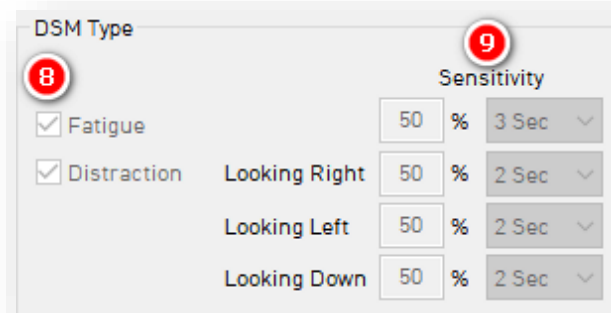 DSM Type
8
9
Sensitivity
Fatigue 50 % 3 Sec
Distraction Looking Right 50 % 2 Sec
Looking Left 50 % 2 Sec
Looking Down 50 % 2 Sec